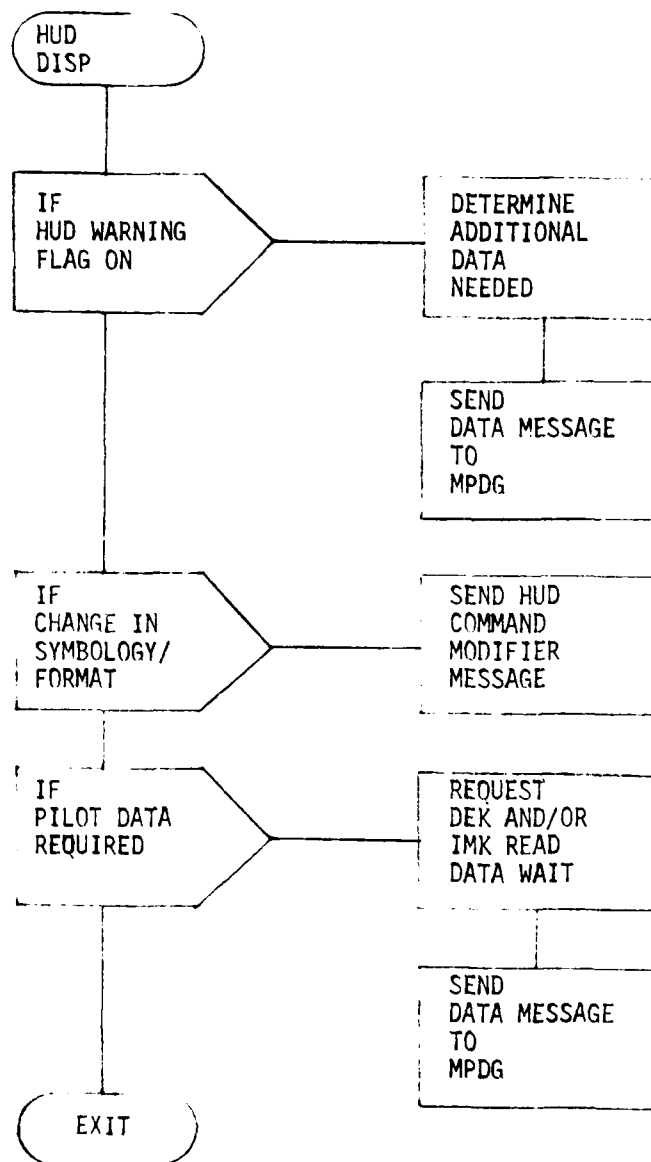 HUD
DISP
IF
HUD WARNING
FLAG ON
DETERMINE
ADDITIONAL
DATA
NEEDED
SEND
DATA MESSAGE
TO
MPDG
IF
CHANGE IN
SYMBOLOGY/
FORMAT
SEND HUD
COMMAND
MODIFIER
MESSAGE
IF
PILOT DATA
REQUIRED
REQUEST
DEK AND/OR
IMK READ
DATA WAIT
SEND
DATA MESSAGE
TO
MPDG
EXIT